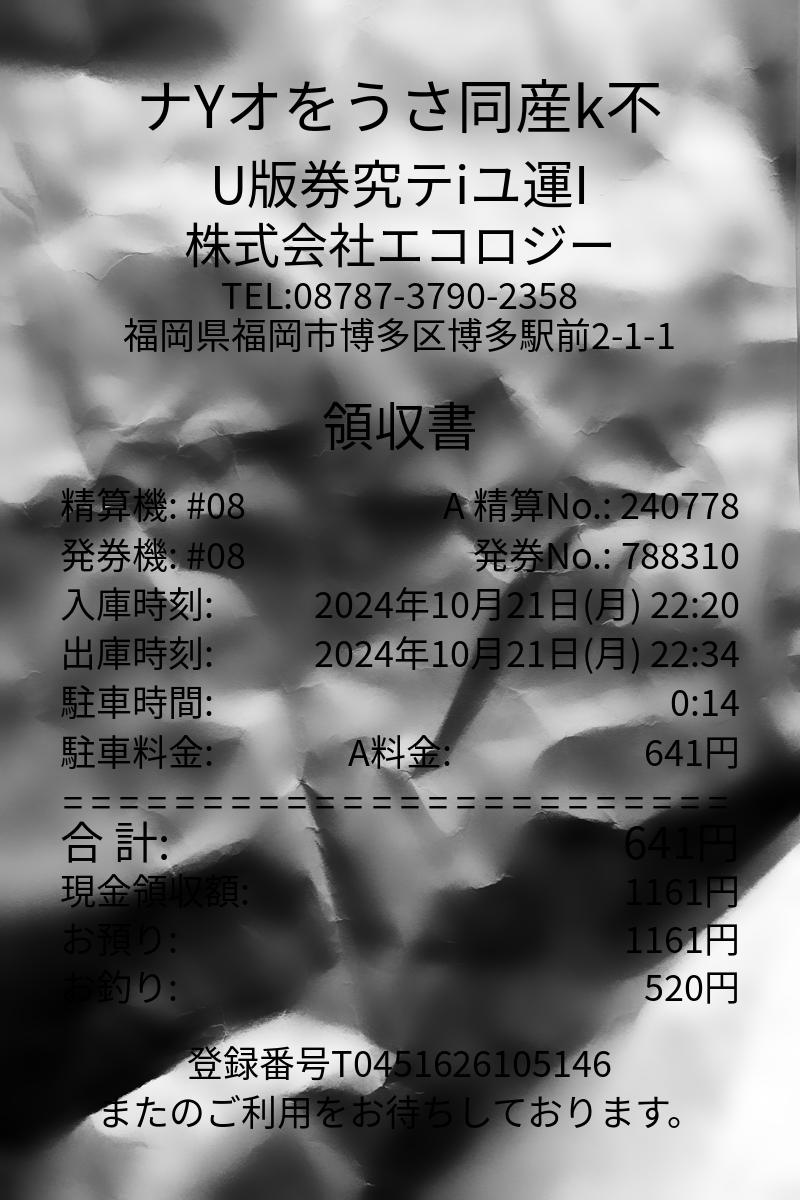 ナYオをうさ同産k不
U版券究テiユ運I
株式会社エコロジー
TEL:08787-3790-2358
福岡県福岡市博多区博多駅前2-1-1
領収書
精算機: #08 A 精算No.: 240778
発券機: #08 発券No.: 788310
入庫時刻: 2024年10月21日(月) 22:20
出庫時刻: 2024年10月21日(月) 22:34
駐車時間: 0:14
駐車料金: A料金: 641円
========================
合 計: 641円
現金領収額: 1161円
お預り: 1161円
お釣り: 520円
登録番号T0451626105146
またのご利用をお待ちしております。